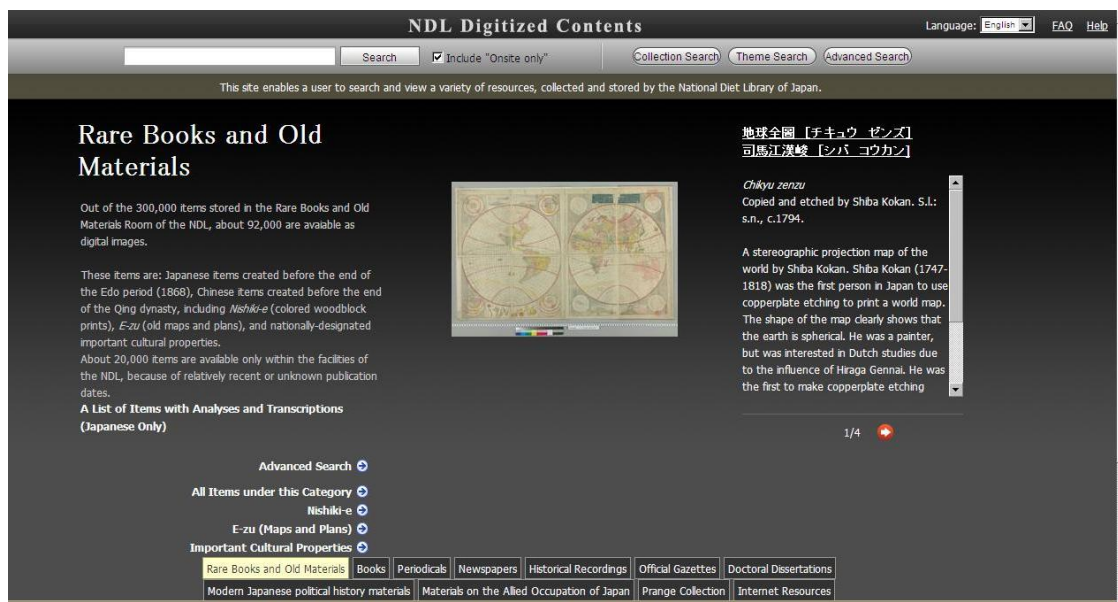 NDL Digitized Contents
Language: English FAQ Help
Search Include "Onsite only" Collection Search Theme Search Advanced Search
This site enables a user to search and view a variety of resources, collected and stored by the National Diet Library of Japan.
Rare Books and Old
Materials
Out of the 300,000 items stored in the Rare Books and Old
Materials Room of the NDL, about 92,000 are avaiable as
digital images.
These items are: Japanese items created before the end of
the Edo period (1868), Chinese items created before the end
of the Qing dynasty, including Nishiki-e (colored woodblock
prints), E-zu (old maps and plans), and nationally-designated
important cultural properties.
About 20,000 items are available only within the facilities of
the NDL, because of relatively recent or unknown publication
dates.
A List of Items with Analyses and Transcriptions
(Japanese Only)
Advanced Search
All Items under this Category
Nishiki-e
E-zu (Maps and Plans)
Important Cultural Properties
地球全圖 [チキュウ ゼンズ]
司馬江漢峻 [シバ コウカン]
Chikyu zenzu
Copied and etched by Shiba Kokan. S.l.:
s.n., c.1794.
A stereographic projection map of the
world by Shiba Kokan. Shiba Kokan (1747-
1818) was the first person in Japan to use
copperplate etching to print a world map.
The shape of the map clearly shows that
the earth is spherical. He was a painter,
but was interested in Dutch studies due
to the influence of Hiraga Gennai. He was
the first to make copperplate etching
1/4
Rare Books and Old Materials Books Periodicals Newspapers Historical Recordings Official Gazettes Doctoral Dissertations
Modern Japanese political history materials Materials on the Allied Occupation of Japan Prange Collection Internet Resources